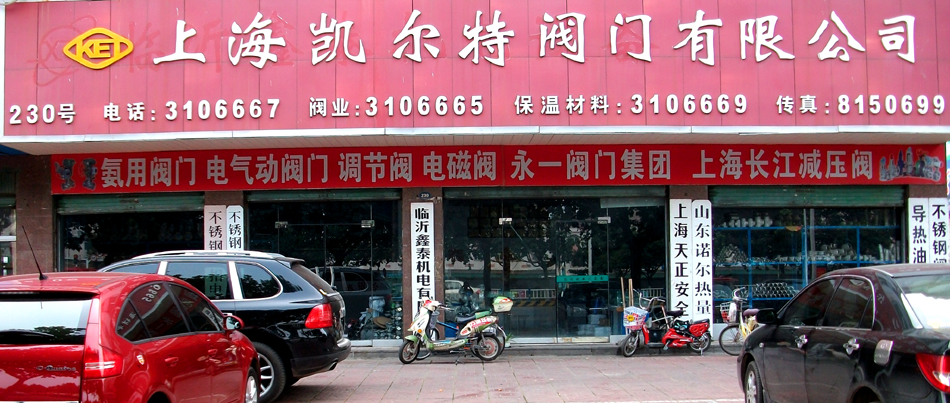 KET 上海凯尔特阀门有限公司
230号 电话:3106667 阀业:3106665 保温材料:3106669 传真:8150699
氨用阀门 电气动阀门 调节阀 电磁阀 永一阀门集团 上海长江减压阀
不锈钢
不锈钢
临沂鑫泰机电有限
上海天正安全
山东诺尔热量
导热油
不锈钢阀